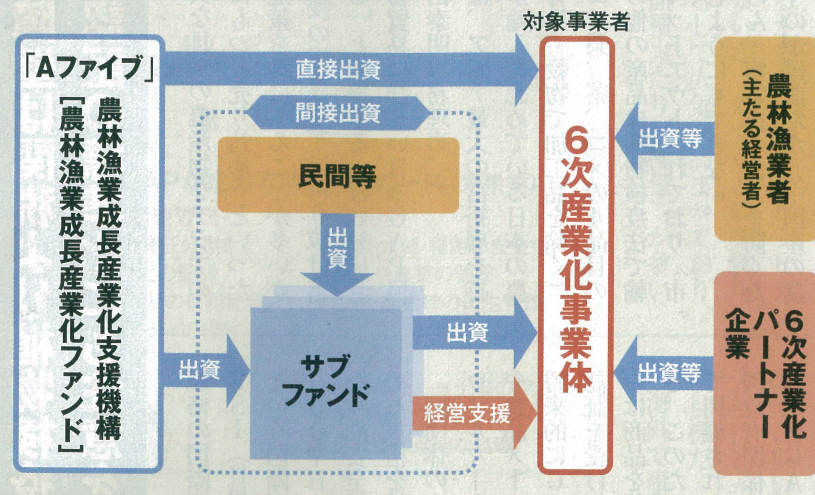 対象事業者
「Aファイブ」
農林漁業成長産業化支援機構
［農林漁業成長産業化ファンド］
直接出資
間接出資
民間等
出資
出資
サブ
ファンド
出資
経営支援
6次産業化事業体
出資等
農林漁業者
（主たる経営者）
出資等
6次産業化
パートナー
企業